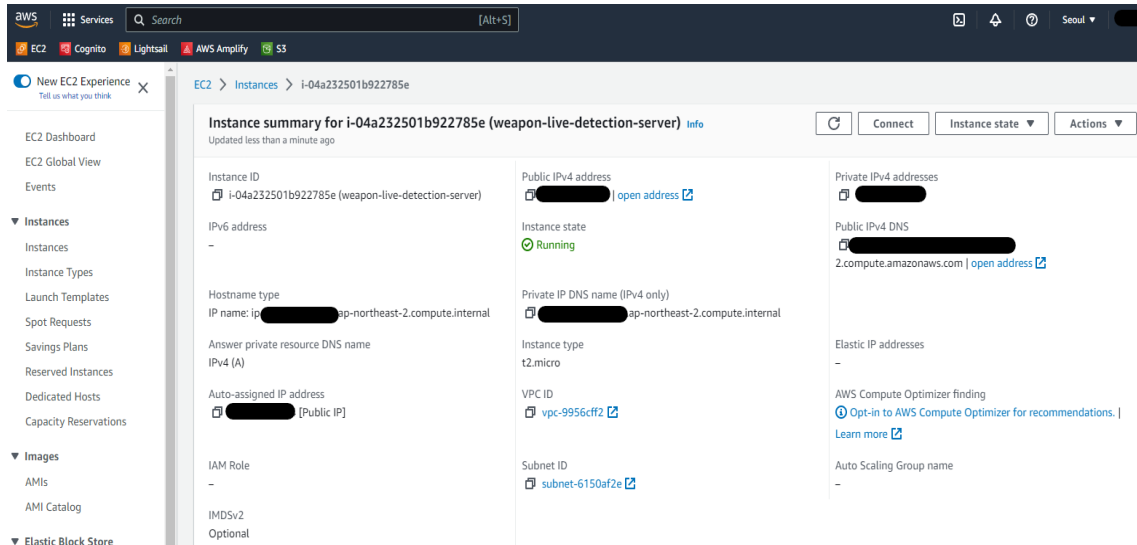 aws Services Search [Alt+S] Seoul
EC2 Cognito Lightsail AWS Amplify S3
New EC2 Experience
Tell us what you think
EC2 Dashboard
EC2 Global View
Events
Instances
Instances
Instance Types
Launch Templates
Spot Requests
Savings Plans
Reserved Instances
Dedicated Hosts
Capacity Reservations
Images
AMIs
AMI Catalog
Elastic Block Store
EC2 > Instances > i-04a232501b922785e
Instance summary for i-04a232501b922785e (weapon-live-detection-server) Info
Updated less than a minute ago
Connect Instance state Actions
Instance ID
i-04a232501b922785e (weapon-live-detection-server)
Public IPv4 address
| open address
Private IPv4 addresses
IPv6 address
–
Instance state
Running
Public IPv4 DNS
2.compute.amazonaws.com | open address
Hostname type
IP name: ip ap-northeast-2.compute.internal
Private IP DNS name (IPv4 only)
.ap-northeast-2.compute.internal
Answer private resource DNS name
IPv4 (A)
Instance type
t2.micro
Elastic IP addresses
–
Auto-assigned IP address
[Public IP]
VPC ID
vpc-9956cff2
AWS Compute Optimizer finding
Opt-in to AWS Compute Optimizer for recommendations. |
Learn more
IAM Role
–
Subnet ID
subnet-6150af2e
Auto Scaling Group name
–
IMDSv2
Optional